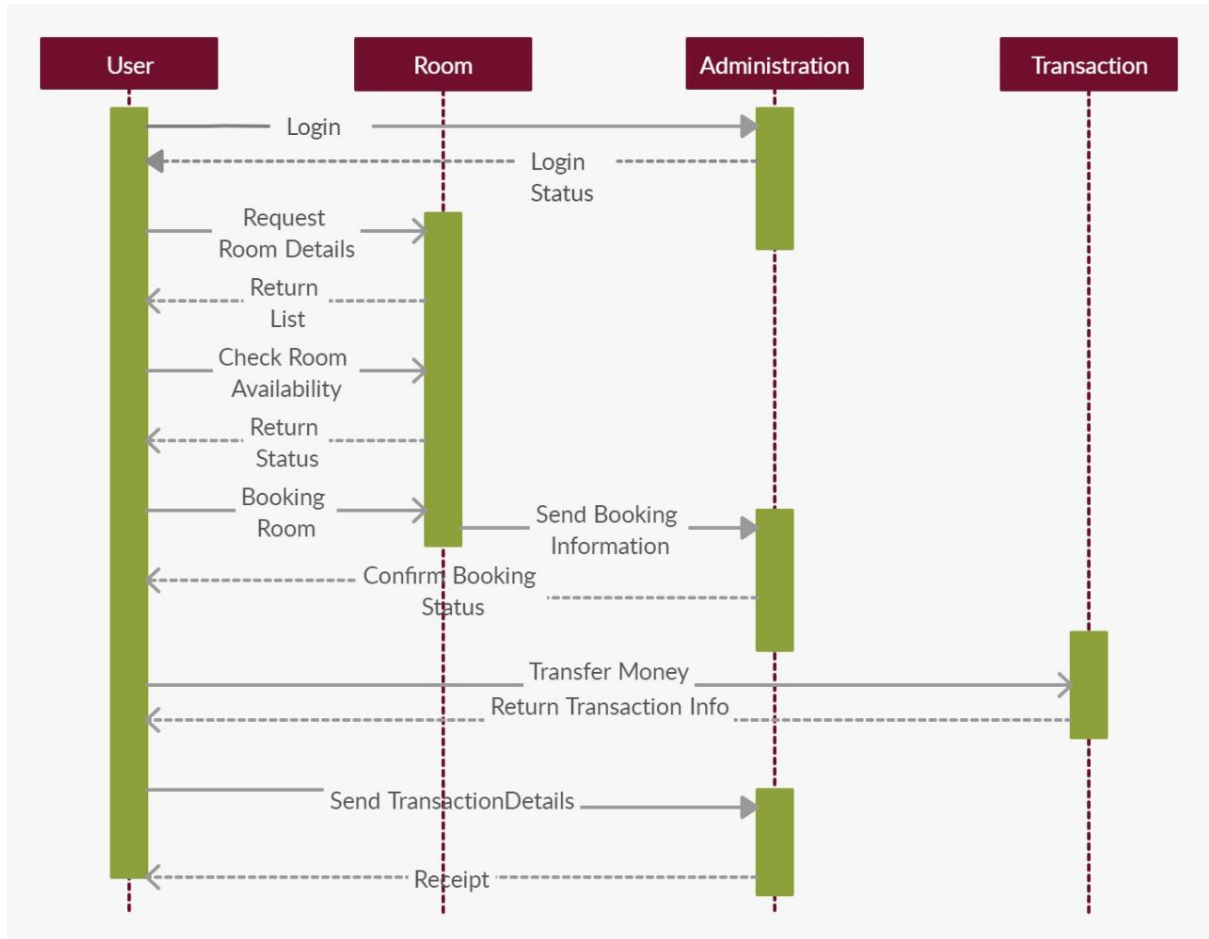 User
Room
Administration
Transaction
Login
Login
Status
Request
Room Details
Return
List
Check Room
Availability
Return
Status
Booking
Room
Send Booking
Information
Confirm Booking
Status
Transfer Money
Return Transaction Info
Send TransactionDetails
Receipt